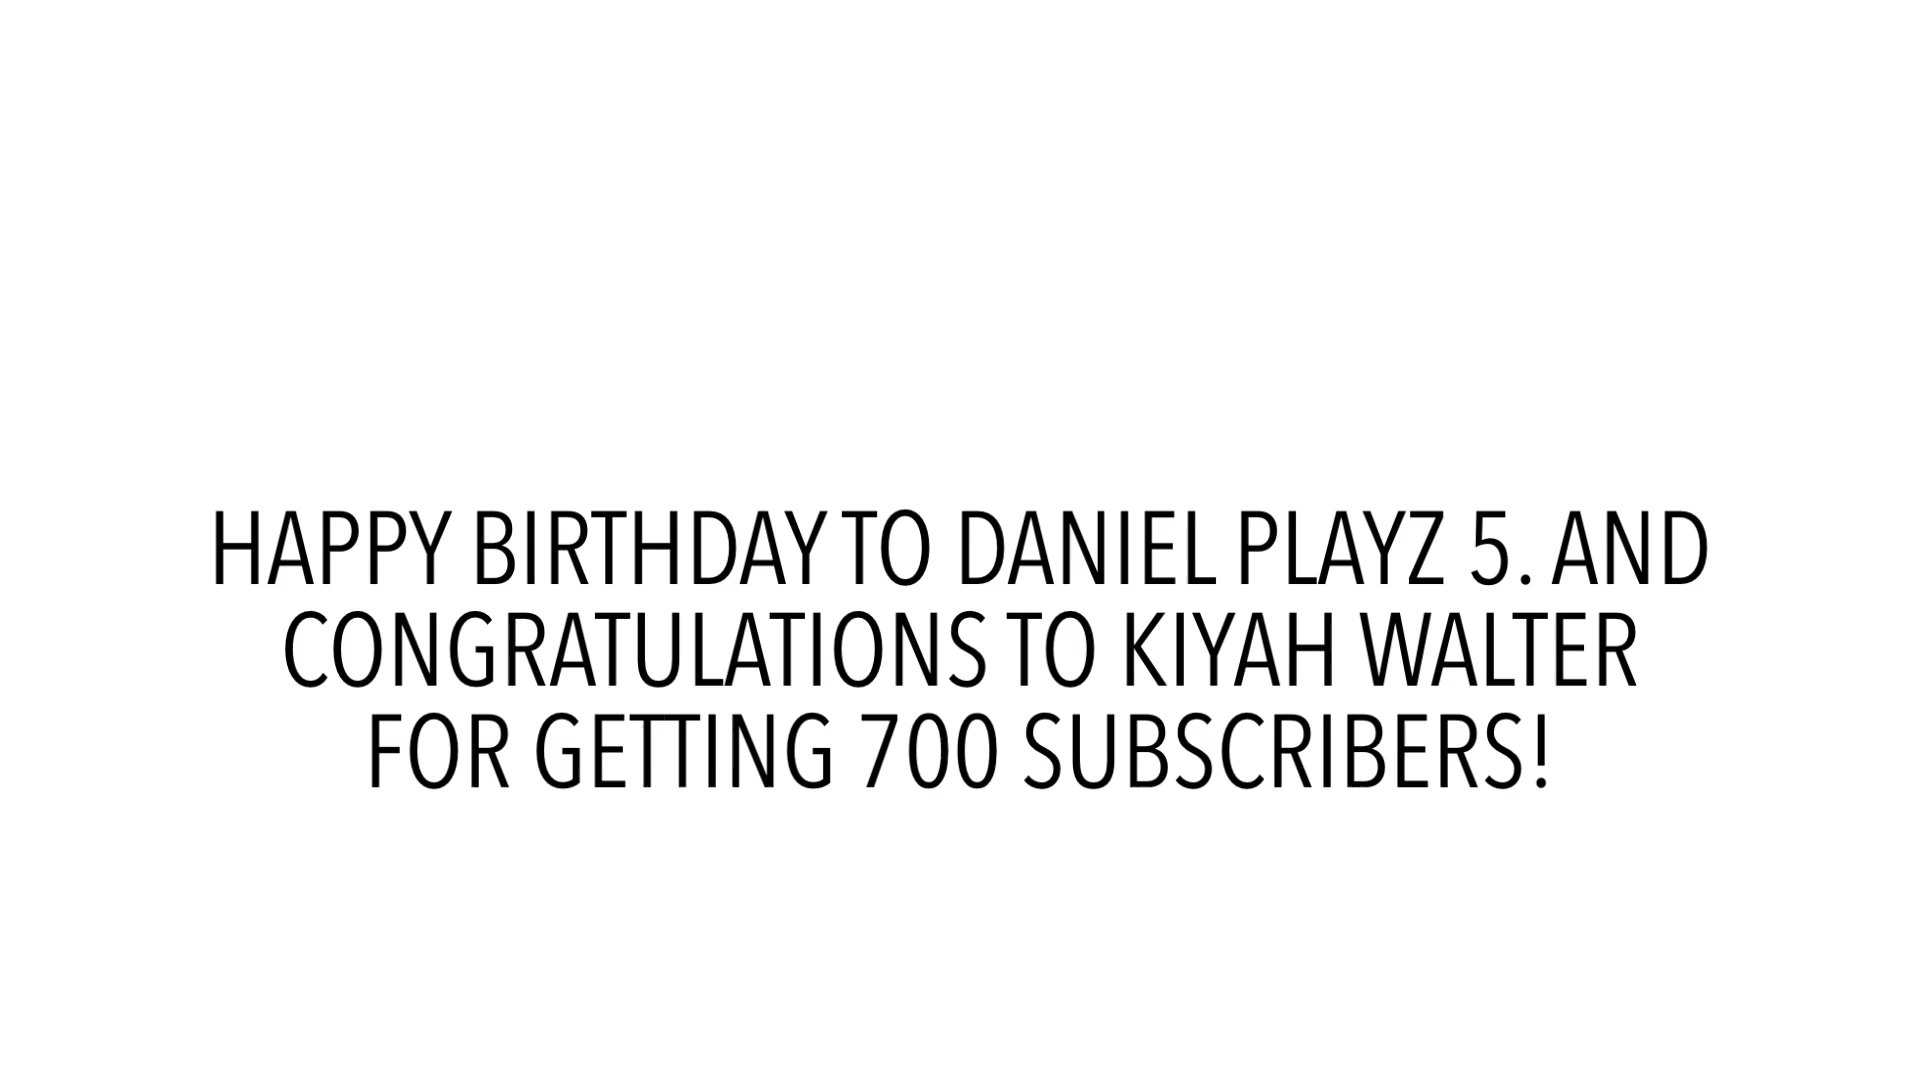 HAPPY BIRTHDAY TO DANIEL PLAYZ 5. AND
CONGRATULATIONS TO KIYAH WALTER
FOR GETTING 700 SUBSCRIBERS!